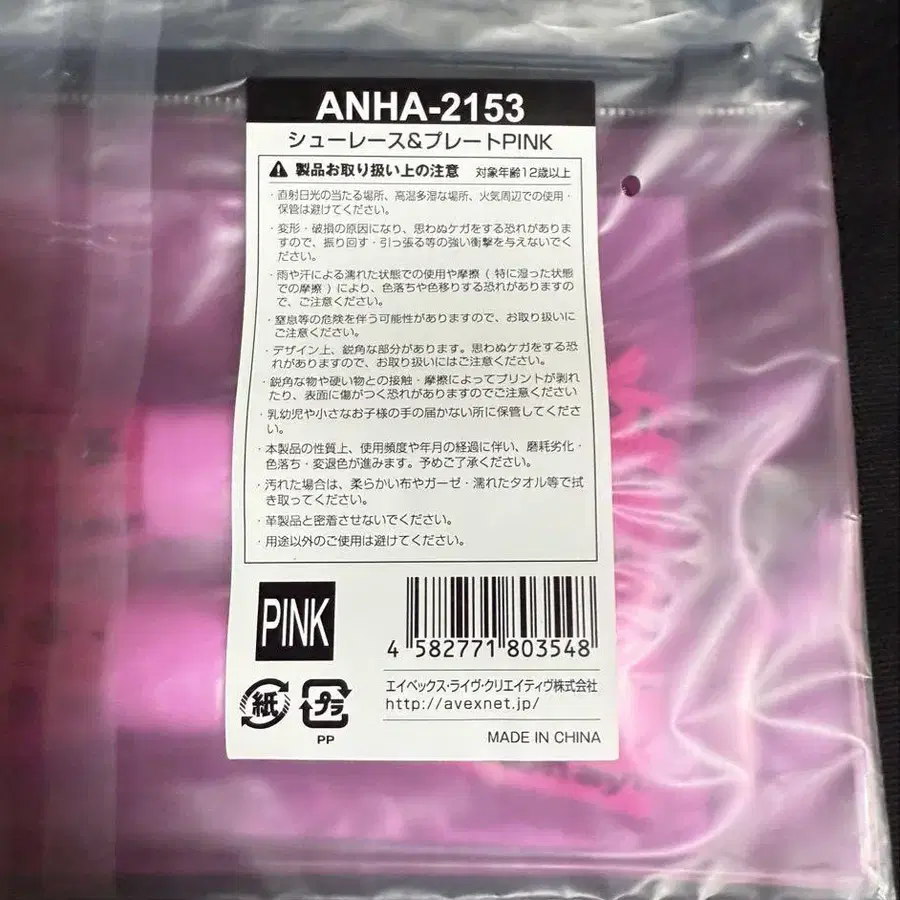 ANHA-2153
シューレース&プレートPINK
製品お取り扱い上の注意 対象年齢12歳以上
・直射日光の当たる場所、高温多湿な場所、火気周辺での使用・
保管は避けてください。
・変形・破損の原因になり、思わぬケガをする恐れがありま
すので、振り回す・引っ張る等の強い衝撃を与えないでく
ださい。
・雨や汗による濡れた状態での使用や摩擦（特に湿った状態
での摩擦）により、色落ちや色移りする恐れがありますの
で、ご注意ください。
・窒息等の危険を伴う可能性がありますので、お取り扱いに
ご注意ください。
・デザイン上、鋭角な部分があります。思わぬケガをする恐
れがありますので、お取り扱いにはご注意ください。
・鋭角な物や硬い物との接触・摩擦によってプリントが剥れ
たり、表面に傷がつく恐れがありますのでご注意ください
・乳幼児や小さなお子様の手の届かない所に保管してくださ
い。
・本製品の性質上、使用頻度や年月の経過に伴い、磨耗劣化・
色落ち・変退色が進みます。予めご了承ください。
・汚れた場合は、柔らかい布やガーゼ・濡れたタオル等で拭
き取ってください。
・革製品と密着させないでください。
・用途以外のご使用は避けてください。
PINK
4 582771 803548
エイベックス・ライヴ・クリエイティヴ株式会社
http://avexnet.jp/
紙 プラ
PP
MADE IN CHINA